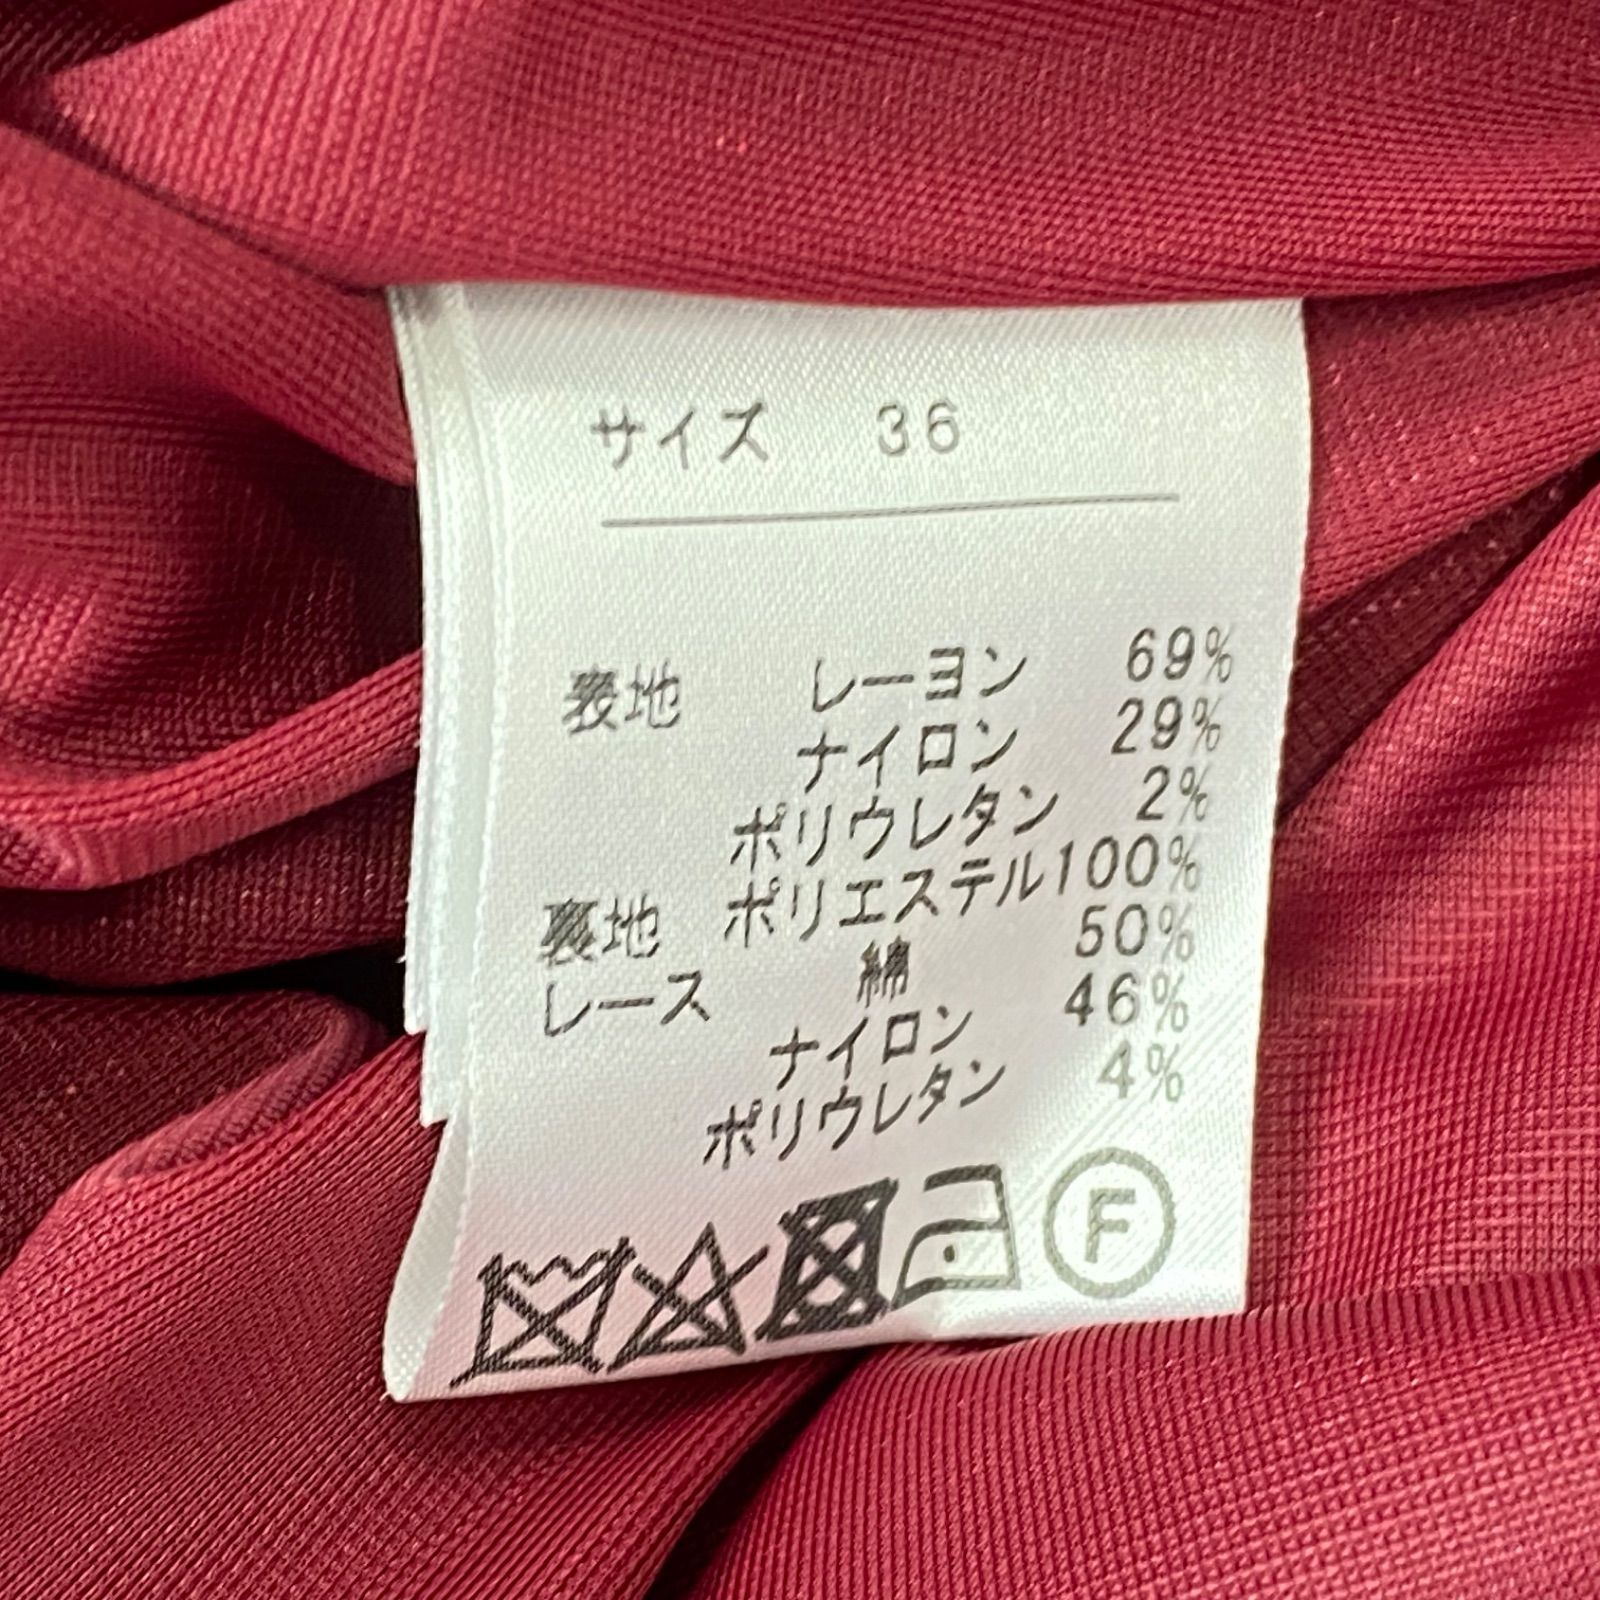 サイズ 36
表地 レーヨン 69%
ナイロン 29%
ポリウレタン 2%
裏地 ポリエステル100%
レース 綿 50%
ナイロン 46%
ポリウレタン 4%
F